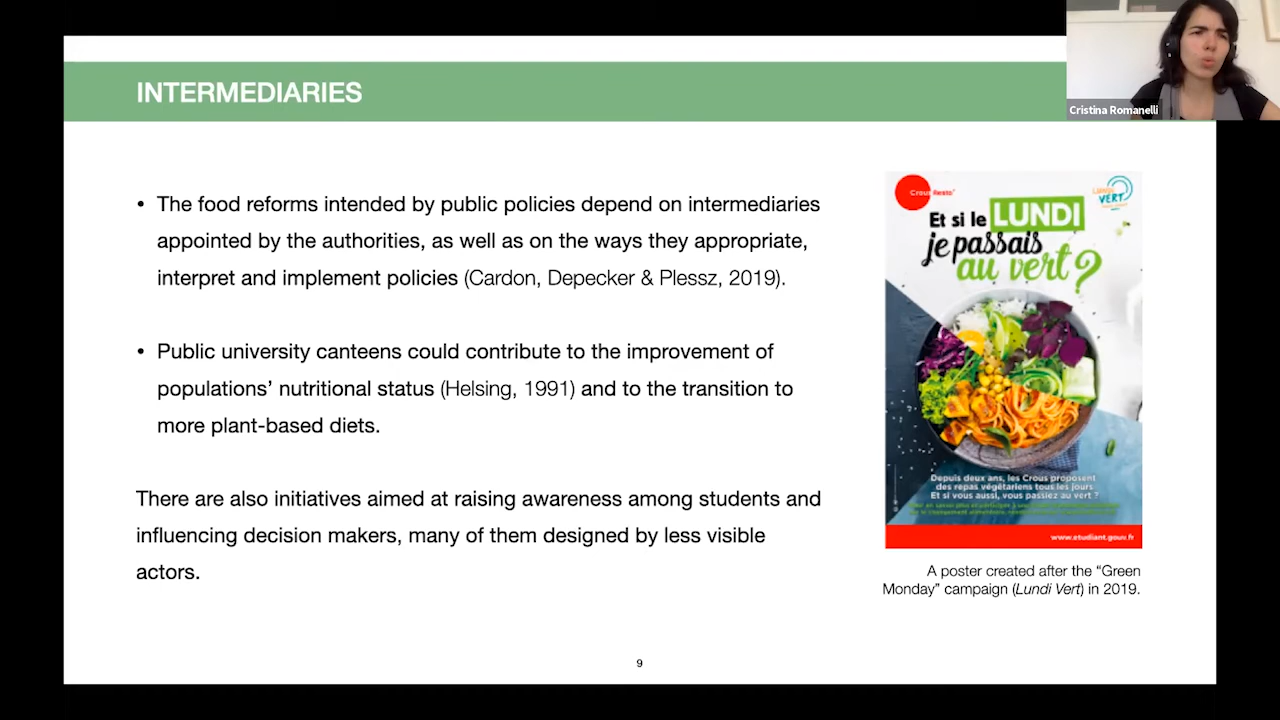 INTERMEDIARIES
Cristina Romanelli
• The food reforms intended by public policies depend on intermediaries
appointed by the authorities, as well as on the ways they appropriate,
interpret and implement policies (Cardon, Depecker & Plessz, 2019).
• Public university canteens could contribute to the improvement of
populations’ nutritional status (Helsing, 1991) and to the transition to
more plant-based diets.
There are also initiatives aimed at raising awareness among students and
influencing decision makers, many of them designed by less visible
actors.
Crous Resto'
LUNDI
VERT
Et si le LUNDI
je passais
au vert ?
Depuis deux ans, les Crous proposent
des repas végétariens tous les jours
Et si vous aussi, vous passiez au vert ?
www.etudiant.gouv.fr
A poster created after the “Green
Monday” campaign (Lundi Vert) in 2019.
9